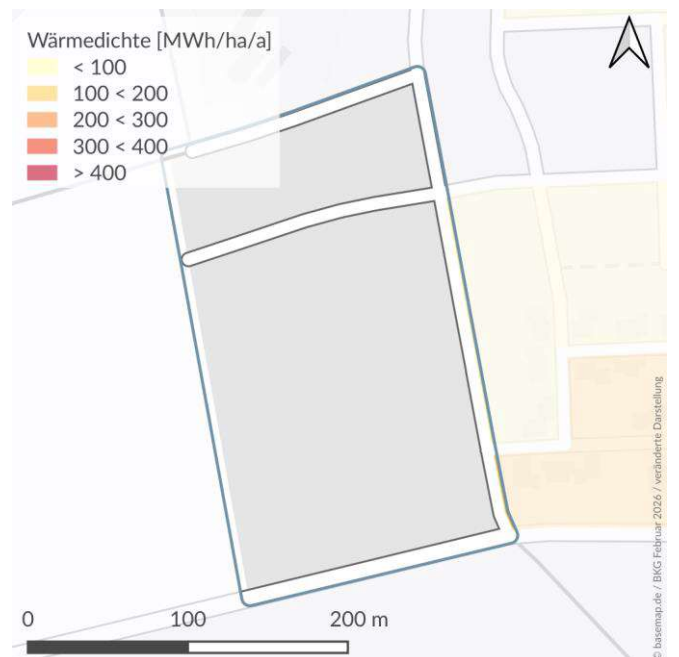 Wärmedichte [MWh/ha/a]
< 100
100 < 200
200 < 300
300 < 400
> 400
0 100 200 m
© basemap.de / BKG Februar 2026 / veränderte Darstellung